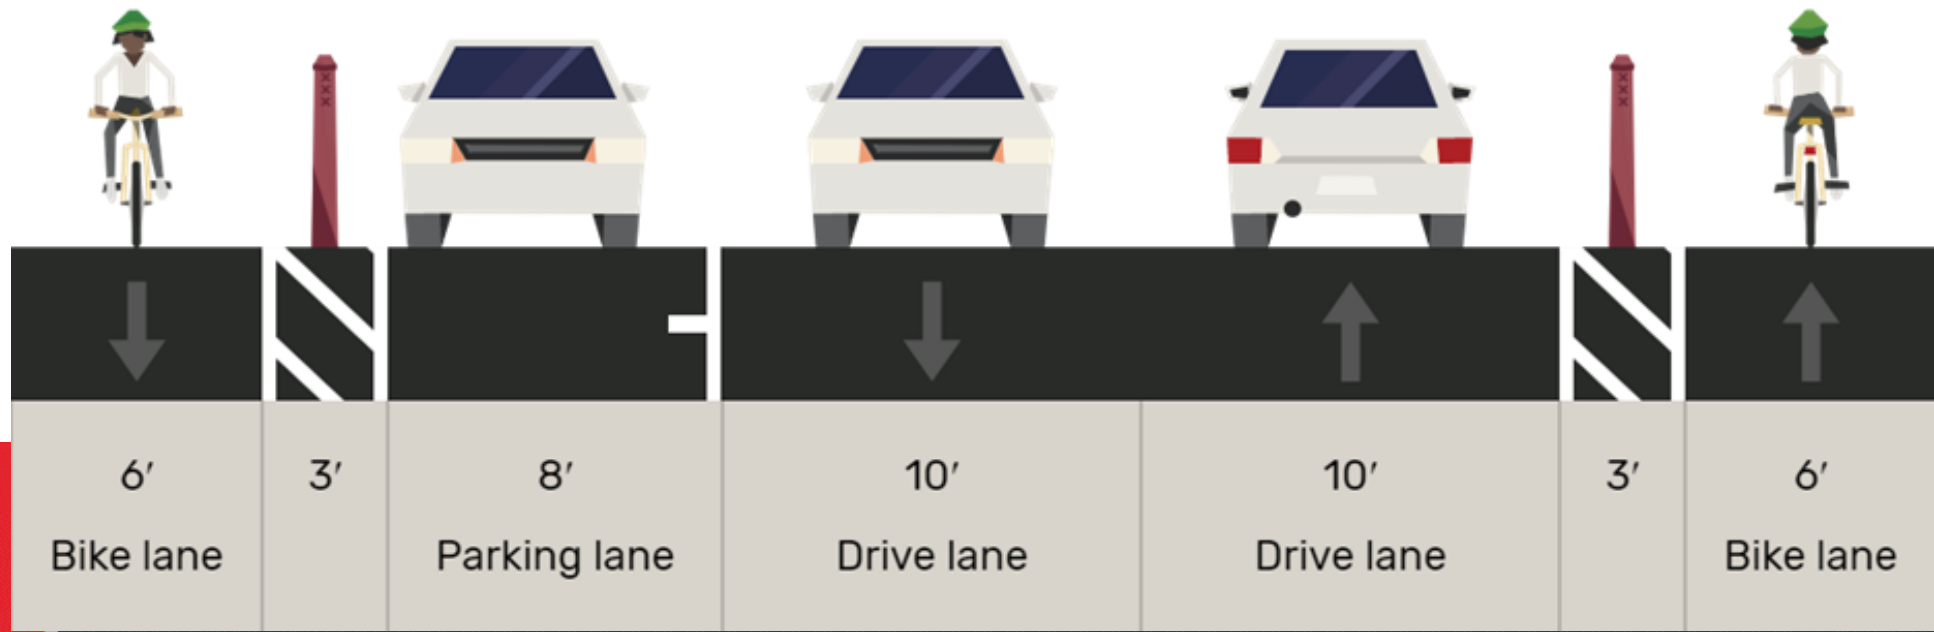 6′ 3′ 8′ 10′ 10′ 3′ 6′
Bike lane Parking lane Drive lane Drive lane Bike lane